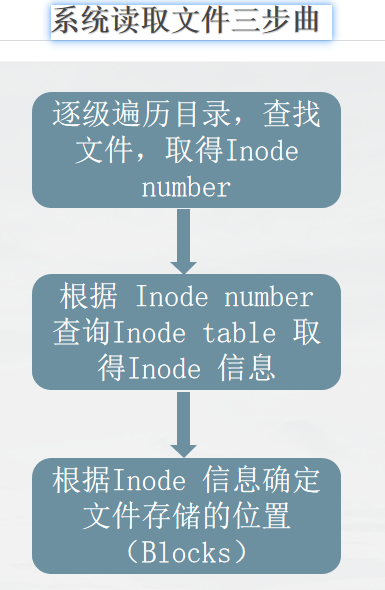 系统读取文件三步曲
逐级遍历目录，查找
文件，取得Inode
number
根据 Inode number
查询Inode table 取
得Inode 信息
根据Inode 信息确定
文件存储的位置
（Blocks）